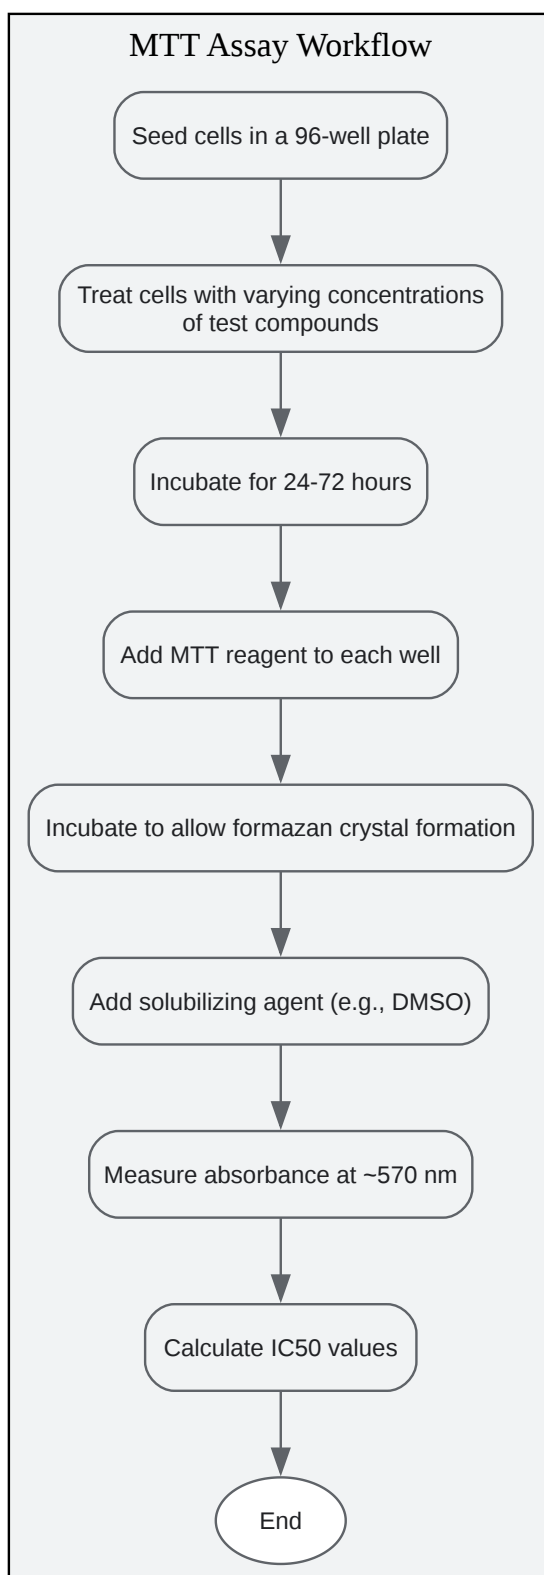 MTT Assay Workflow
Seed cells in a 96-well plate
Treat cells with varying concentrations
of test compounds
Incubate for 24-72 hours
Add MTT reagent to each well
Incubate to allow formazan crystal formation
Add solubilizing agent (e.g., DMSO)
Measure absorbance at ~570 nm
Calculate IC50 values
End